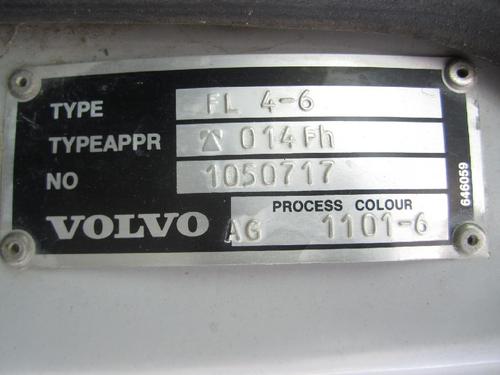 TYPE FL 4-6
TYPEAPPR ☎ 014Fh
NO 1050717
VOLVO AG PROCESS COLOUR 1101-6
646059